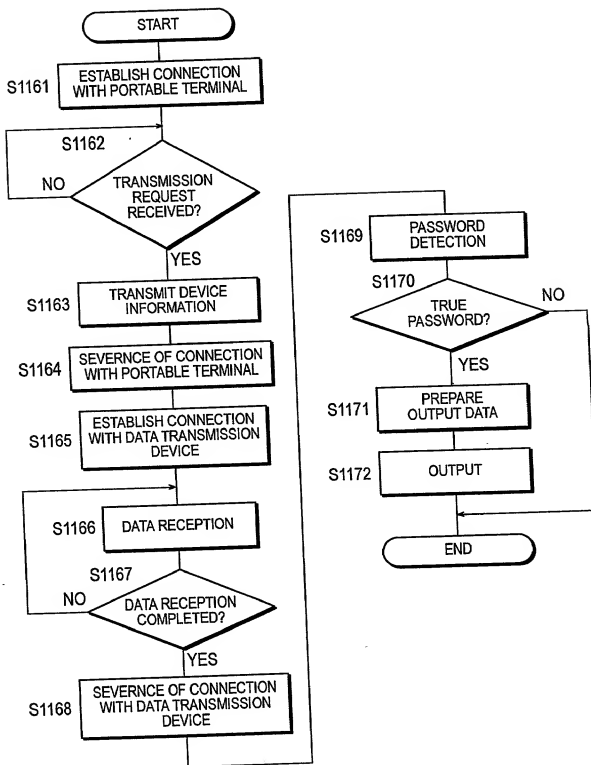 START
S1161
ESTABLISH CONNECTION
WITH PORTABLE TERMINAL
S1162
NO
TRANSMISSION
REQUEST
RECEIVED?
YES
S1163
TRANSMIT DEVICE
INFORMATION
S1164
SEVERNCE OF CONNECTION
WITH PORTABLE TERMINAL
S1165
ESTABLISH CONNECTION
WITH DATA TRANSMISSION
DEVICE
S1166
DATA RECEPTION
S1167
NO
DATA RECEPTION
COMPLETED?
YES
S1168
SEVERNCE OF CONNECTION
WITH DATA TRANSMISSION
DEVICE
S1169
PASSWORD
DETECTION
S1170
NO
TRUE
PASSWORD?
YES
S1171
PREPARE
OUTPUT DATA
S1172
OUTPUT
END